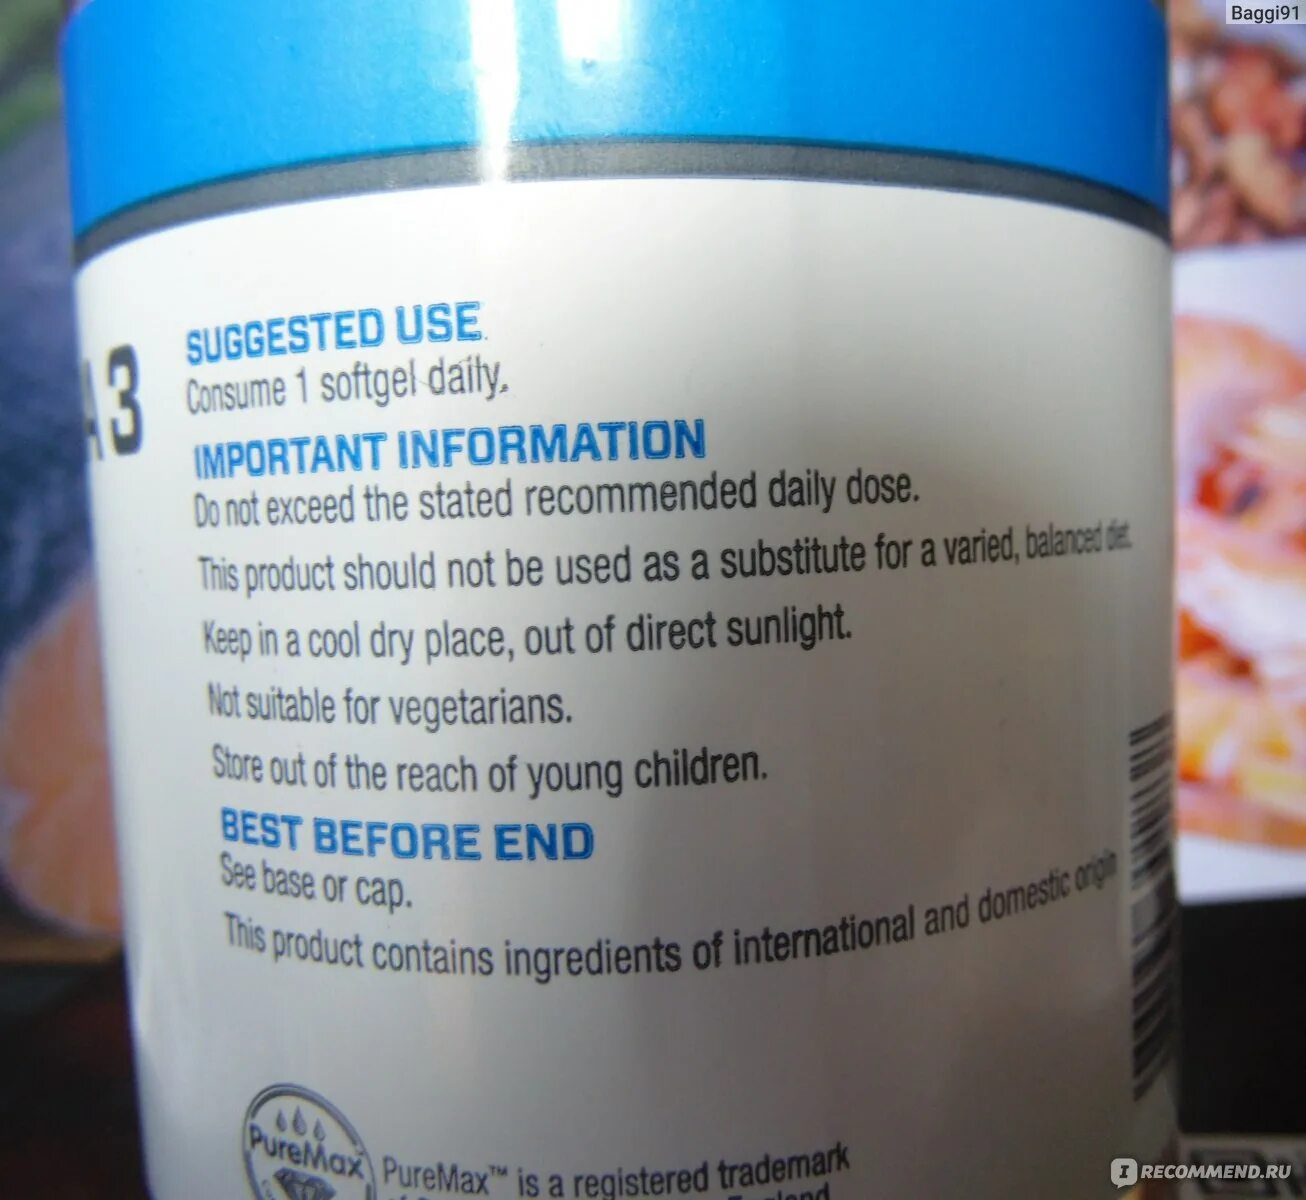 Baggi91
A 3
SUGGESTED USE
Consume 1 softgel daily.
IMPORTANT INFORMATION
Do not exceed the stated recommended daily dose.
This product should not be used as a substitute for a varied, balanced diet.
Keep in a cool dry place, out of direct sunlight.
Not suitable for vegetarians.
Store out of the reach of young children.
BEST BEFORE END
See base or cap.
This product contains ingredients of international and domestic origin
PureMax
PureMax™ is a registered trademark
IRECOMMEND.RU